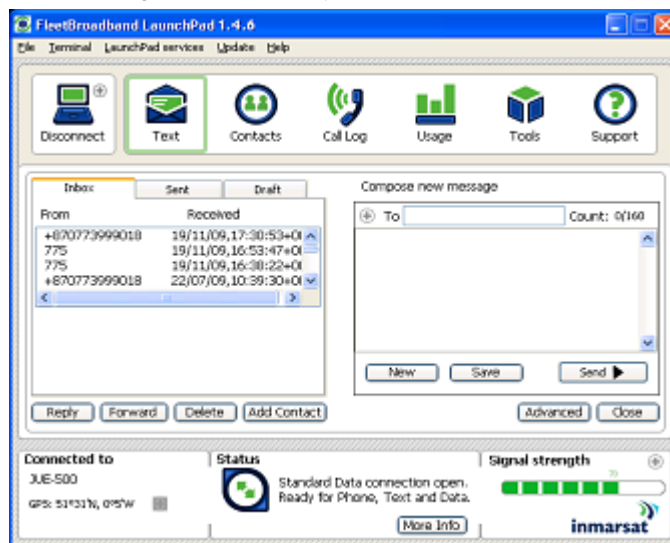 FleetBroadband LaunchPad 1.4.6
File Terminal LaunchPad services Update Help
Disconnect Text Contacts Call Log Usage Tools Support
Inbox Sent Draft
From Received
+870773999018 19/11/09,17:30:53+0
775 19/11/09,16:53:47+0
775 19/11/09,16:38:22+0
+870773999018 22/07/09,10:39:30+0
Reply Forward Delete Add Contact
Compose new message
To Count: 0/160
New Save Send
Advanced Close
Connected to
JUE-500
GPS: 51°31'N, 0°5'W
Status
Standard Data connection open.
Ready for Phone, Text and Data.
More Info
Signal strength
inmarsat